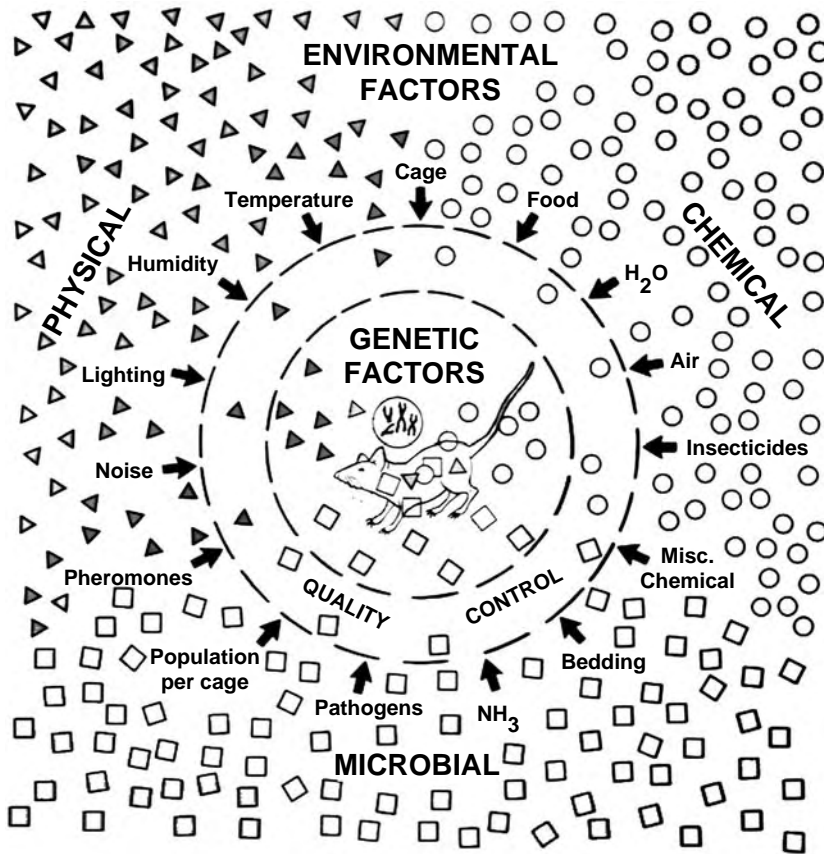 ENVIRONMENTAL
FACTORS
Cage
Temperature
Food
PHYSICAL
CHEMICAL
Humidity
H2O
GENETIC
FACTORS
Lighting
Air
Noise
Insecticides
Pheromones
Misc.
Chemical
QUALITY
CONTROL
Population
per cage
Bedding
Pathogens
NH3
MICROBIAL